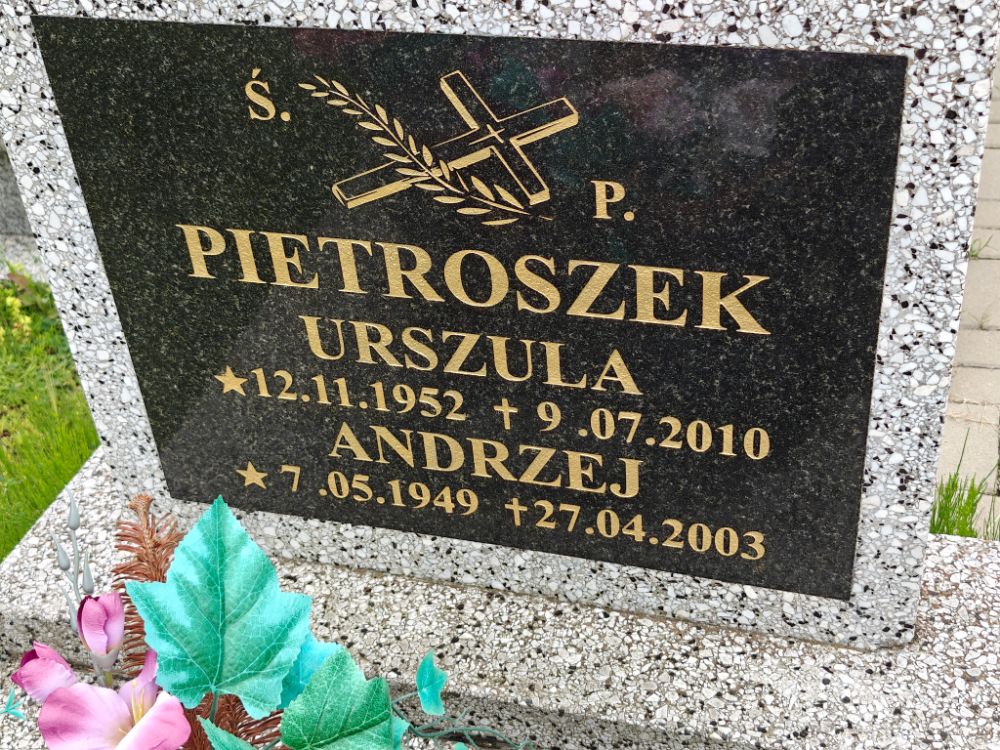 Ś. P.
PIETROSZEK
URSZULA
★12.11.1952 ✝ 9 .07.2010
ANDRZEJ
★ 7 .05.1949 ✝27.04.2003